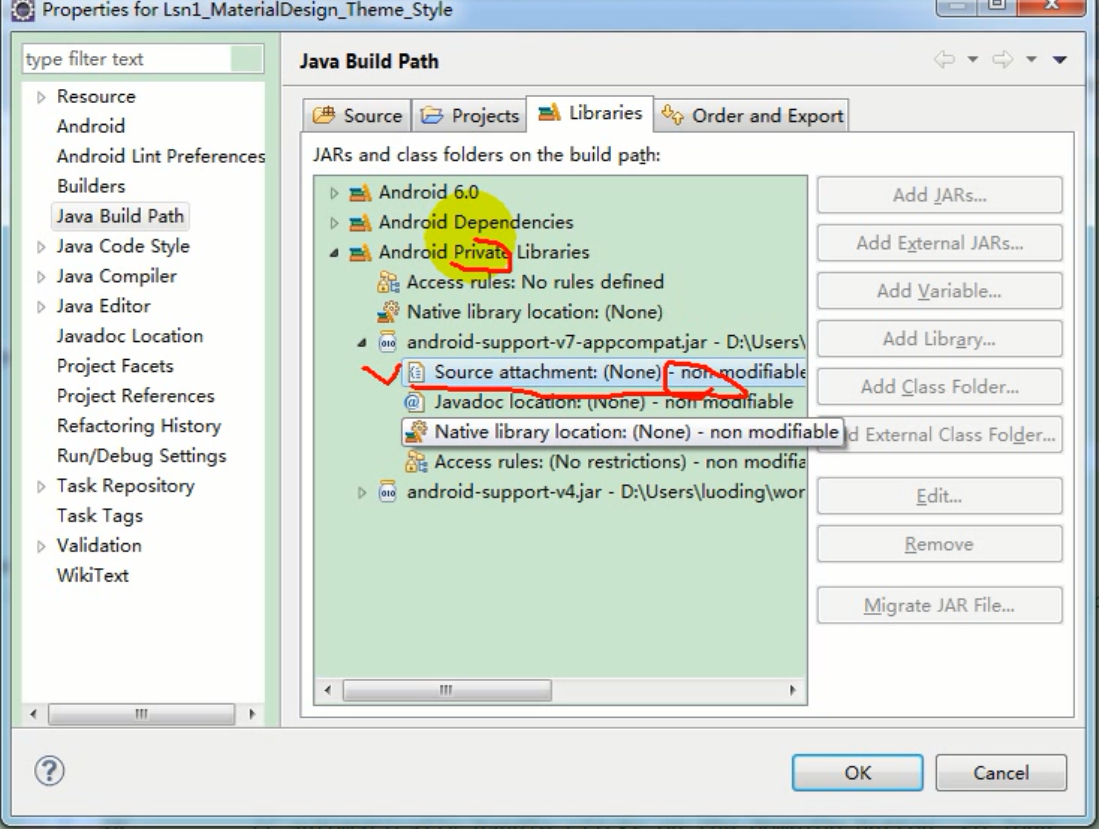 Properties for Lsn1_MaterialDesign_Theme_Style
type filter text
Resource
Android
Android Lint Preferences
Builders
Java Build Path
Java Code Style
Java Compiler
Java Editor
Javadoc Location
Project Facets
Project References
Refactoring History
Run/Debug Settings
Task Repository
Task Tags
Validation
WikiText
Java Build Path
Source Projects Libraries Order and Export
JARs and class folders on the build path:
Android 6.0
Android Dependencies
Android Private Libraries
Access rules: No rules defined
Native library location: (None)
android-support-v7-appcompat.jar - D:\Users\
Source attachment: (None) - non modifiable
Javadoc location: (None) - non modifiable
Native library location: (None) - non modifiable
Access rules: (No restrictions) - non modifia
android-support-v4.jar - D:\Users\luoding\wor
Add JARs...
Add External JARs...
Add Variable...
Add Library...
Add Class Folder...
d External Class Folder...
Edit...
Remove
Migrate JAR File...
OK
Cancel